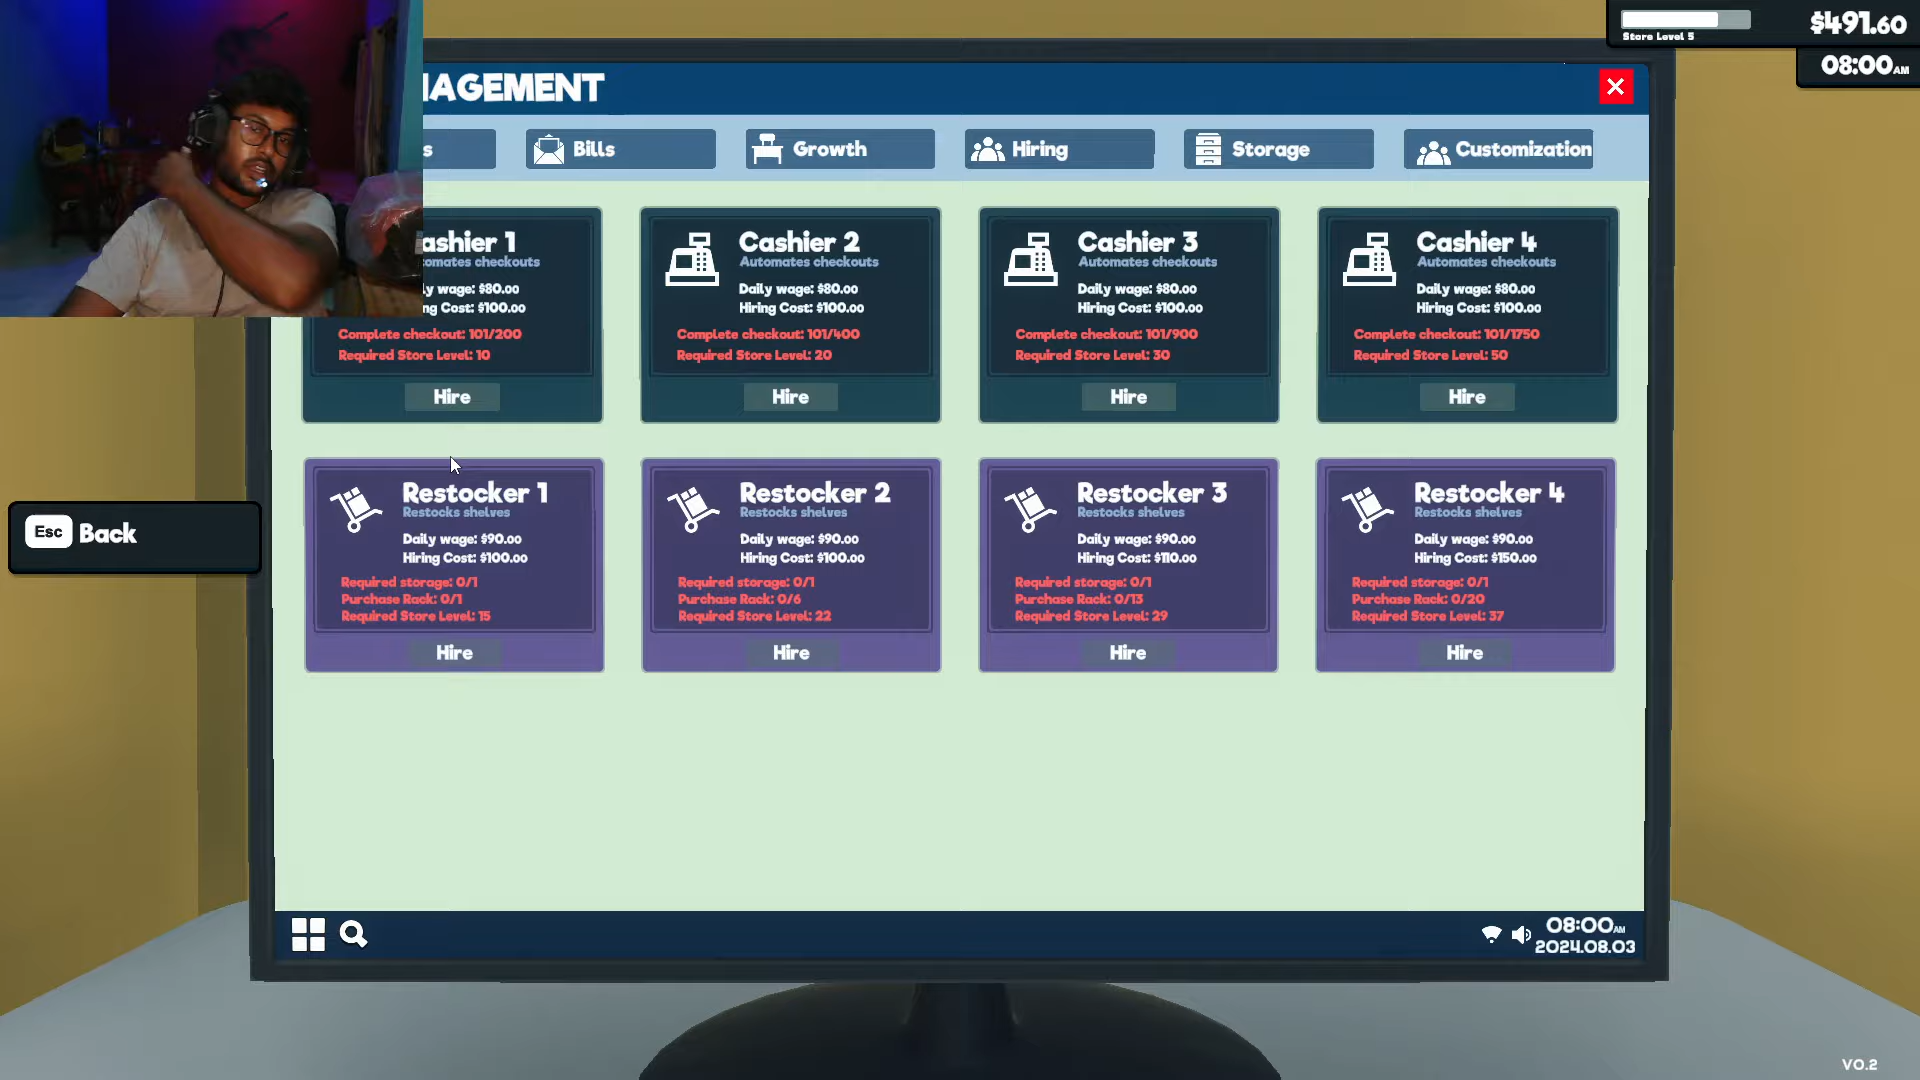 $491.60
Store Level 5
08:00AM
NAGEMENT
s
Bills
Growth
Hiring
Storage
Customization
ashier 1
omates checkouts
ly wage: $80.00
ng Cost: $100.00
Complete checkout: 101/200
Required Store Level: 10
Hire
Cashier 2
Automates checkouts
Daily wage: $80.00
Hiring Cost: $100.00
Complete checkout: 101/400
Required Store Level: 20
Hire
Cashier 3
Automates checkouts
Daily wage: $80.00
Hiring Cost: $100.00
Complete checkout: 101/900
Required Store Level: 30
Hire
Cashier 4
Automates checkouts
Daily wage: $80.00
Hiring Cost: $100.00
Complete checkout: 101/1750
Required Store Level: 50
Hire
Restocker 1
Restocks shelves
Daily wage: $90.00
Hiring Cost: $100.00
Required storage: 0/1
Purchase Rack: 0/1
Required Store Level: 15
Hire
Restocker 2
Restocks shelves
Daily wage: $90.00
Hiring Cost: $100.00
Required storage: 0/1
Purchase Rack: 0/6
Required Store Level: 22
Hire
Restocker 3
Restocks shelves
Daily wage: $90.00
Hiring Cost: $110.00
Required storage: 0/1
Purchase Rack: 0/13
Required Store Level: 29
Hire
Restocker 4
Restocks shelves
Daily wage: $90.00
Hiring Cost: $150.00
Required storage: 0/1
Purchase Rack: 0/20
Required Store Level: 37
Hire
Esc Back
08:00AM
2024.08.03
V0.2